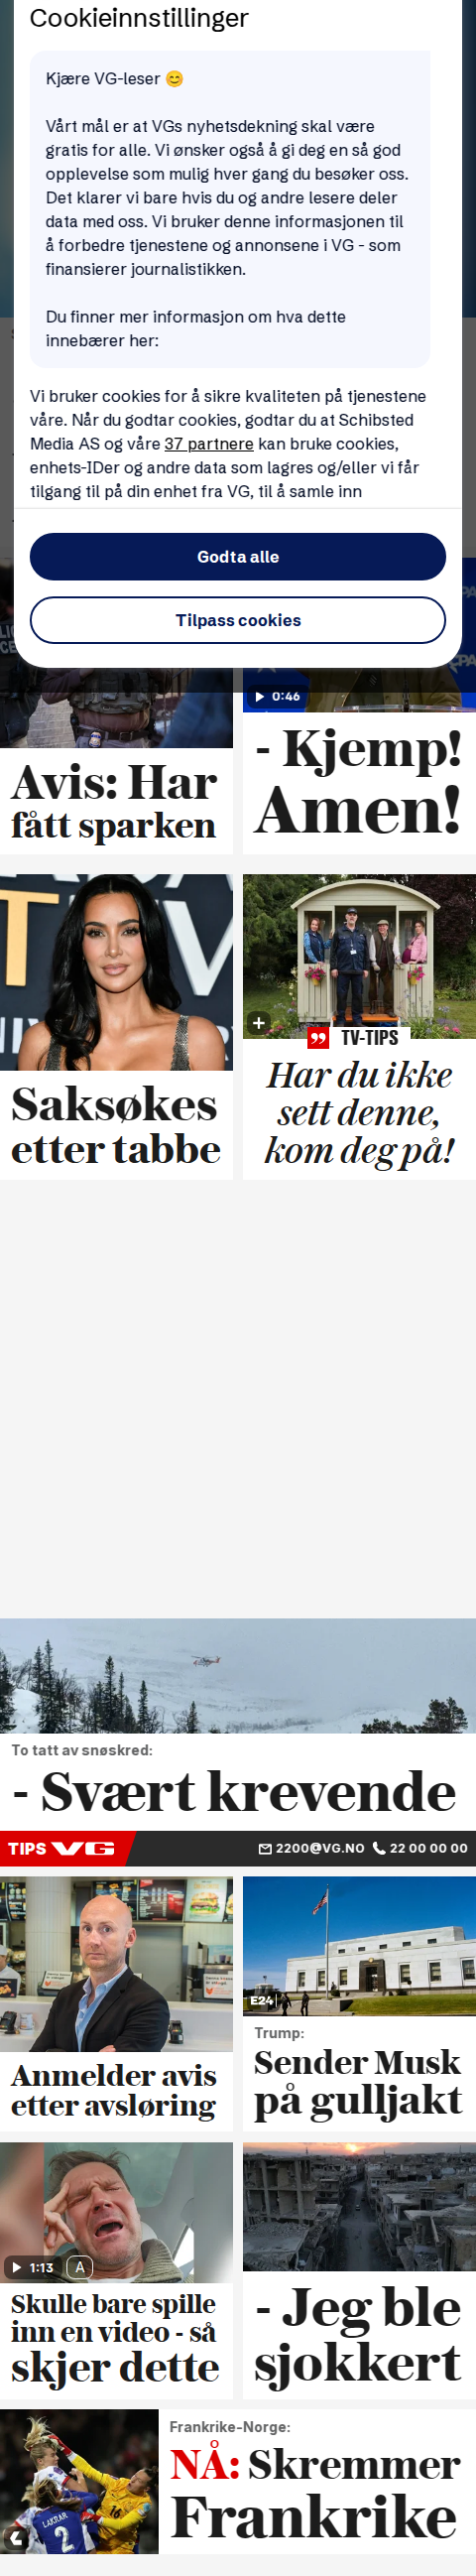 Cookieinnstillinger
Kjære VG-leser 😊
Vårt mål er at VGs nyhetsdekning skal være
gratis for alle. Vi ønsker også å gi deg en så god
opplevelse som mulig hver gang du besøker oss.
Det klarer vi bare hvis du og andre lesere deler
data med oss. Vi bruker denne informasjonen til
å forbedre tjenestene og annonsene i VG - som
finansierer journalistikken.
Du finner mer informasjon om hva dette
innebærer her:
Vi bruker cookies for å sikre kvaliteten på tjenestene
våre. Når du godtar cookies, godtar du at Schibsted
Media AS og våre 37 partnere kan bruke cookies,
enhets-IDer og andre data som lagres og/eller vi får
tilgang til på din enhet fra VG, til å samle inn
Godta alle
Tilpass cookies
0:46
Avis: Har
fått sparken
- Kjemp!
Amen!
Saksøkes
etter tabbe
TV-TIPS
Har du ikke
sett denne,
kom deg på!
To tatt av snøskred:
- Svært krevende
TIPS VG 2200@VG.NO 22 00 00 00
Anmelder avis
etter avsløring
E24
Trump:
Sender Musk
på gulljakt
1:13 A
Skulle bare spille
inn en video - så
skjer dette
- Jeg ble
sjokkert
LAKRAR
2
16
Frankrike-Norge:
NÅ: Skremmer
Frankrike